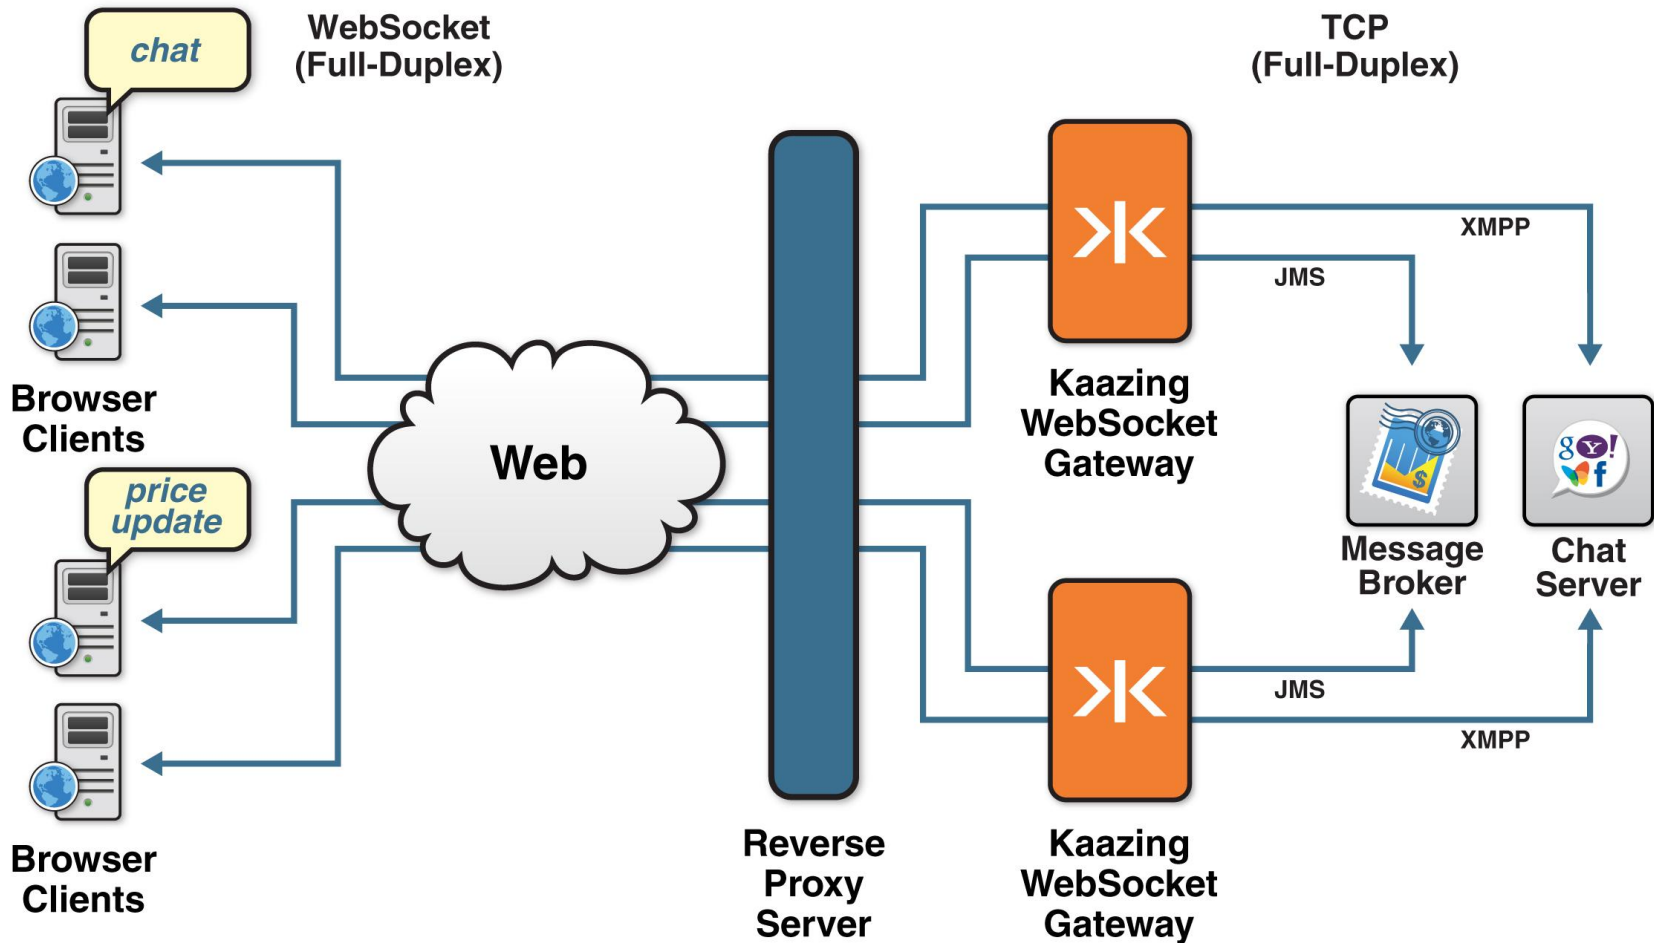 chat
WebSocket
(Full-Duplex)
TCP
(Full-Duplex)
XMPP
JMS
Browser
Clients
Web
Kaazing
WebSocket
Gateway
price
update
g Y! f
Message
Broker
Chat
Server
$
JMS
XMPP
Browser
Clients
Reverse
Proxy
Server
Kaazing
WebSocket
Gateway